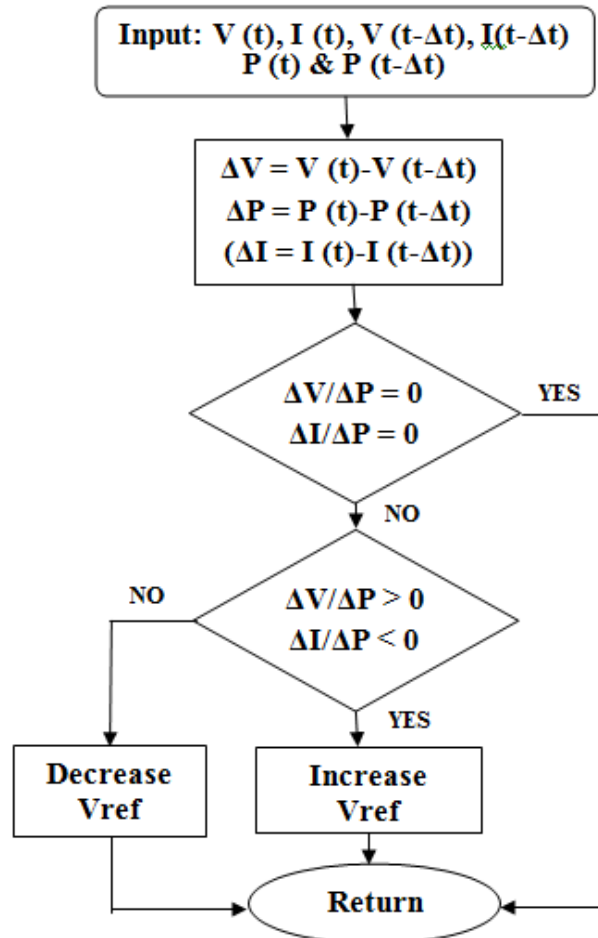 Input: V (t), I (t), V (t-Δt), I(t-Δt)
P (t) & P (t-Δt)
ΔV = V (t)-V (t-Δt)
ΔP = P (t)-P (t-Δt)
(ΔI = I (t)-I (t-Δt))
ΔV/ΔP = 0
ΔI/ΔP = 0
YES
NO
ΔV/ΔP > 0
ΔI/ΔP < 0
NO
YES
Decrease
Vref
Increase
Vref
Return